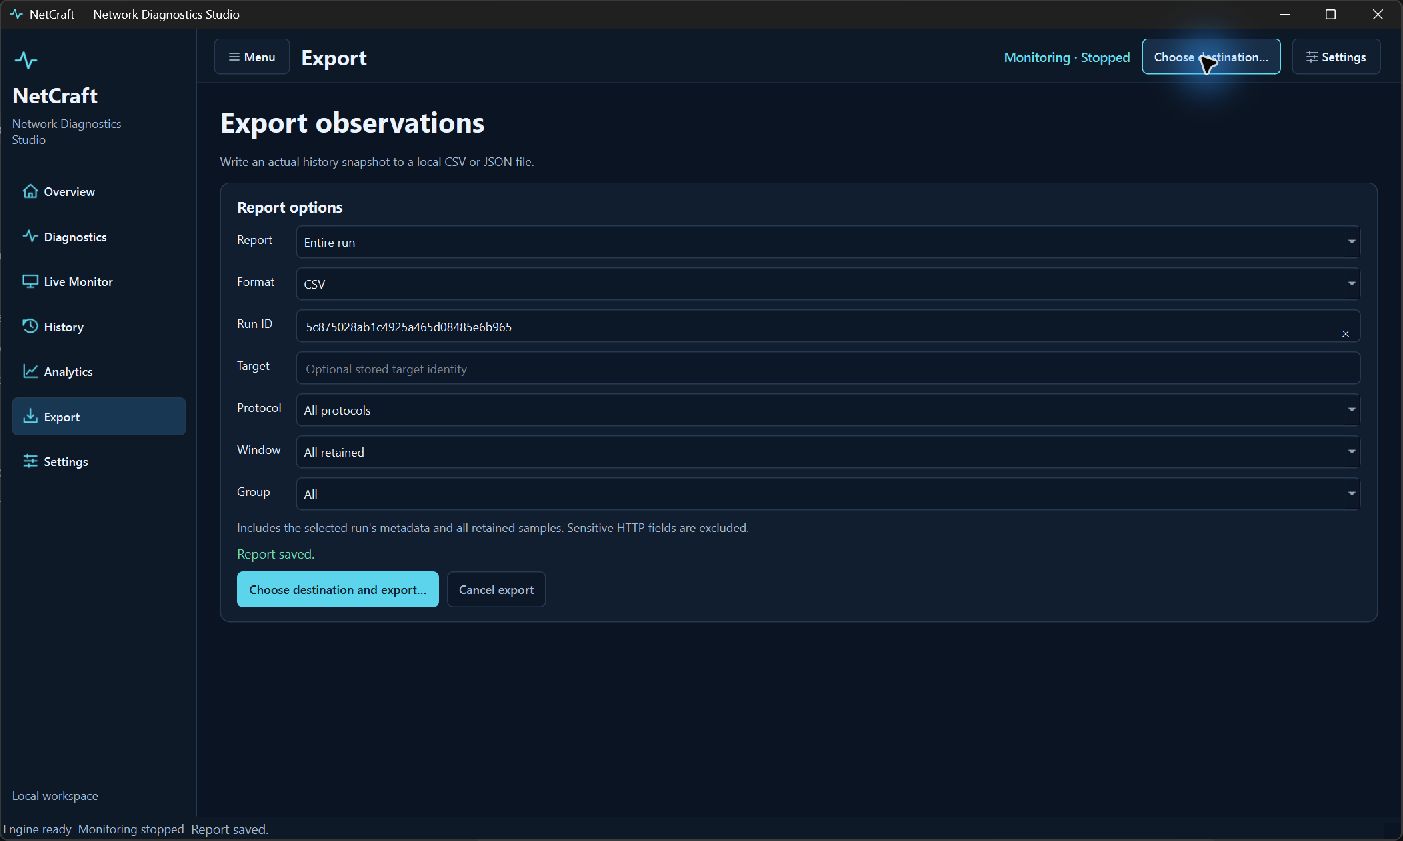 NetCraft Network Diagnostics Studio
NetCraft
Network Diagnostics
Studio
Overview
Diagnostics
Live Monitor
History
Analytics
Export
Settings
Local workspace
Menu
Export
Monitoring · Stopped
Choose destination...
Settings
Export observations
Write an actual history snapshot to a local CSV or JSON file.
Report options
Report Entire run
Format CSV
Run ID 5c875028ab1c4925a465d08485e6b965
Target Optional stored target identity
Protocol All protocols
Window All retained
Group All
Includes the selected run's metadata and all retained samples. Sensitive HTTP fields are excluded.
Report saved.
Choose destination and export... Cancel export
Engine ready Monitoring stopped Report saved.